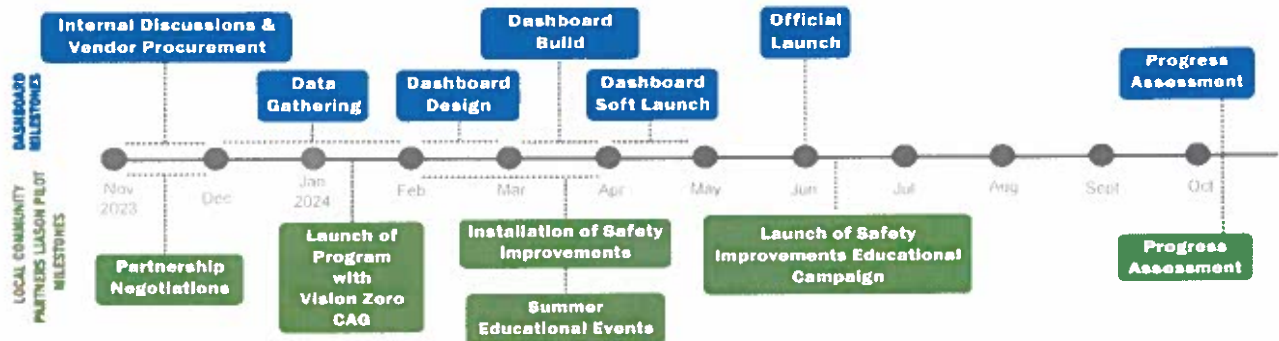 Internal Discussions &
Vendor Procurement
Dashboard
Build
Official
Launch
Data
Gathering
Dashboard
Design
Dashboard
Soft Launch
Progress
Assessment
DASHBOARD
MILESTONES
Nov
2023
Dec
Jan
2024
Feb
Mar
Apr
May
Jun
Jul
Aug
Sept
Oct
LOCAL COMMUNITY
PARTNERS LIASON PILOT
MILESTONES
Partnership
Negotiations
Launch of
Program
with
Vision Zero
CAG
Installation of Safety
Improvements
Summer
Educational Events
Launch of Safety
Improvements Educational
Campaign
Progress
Assessment